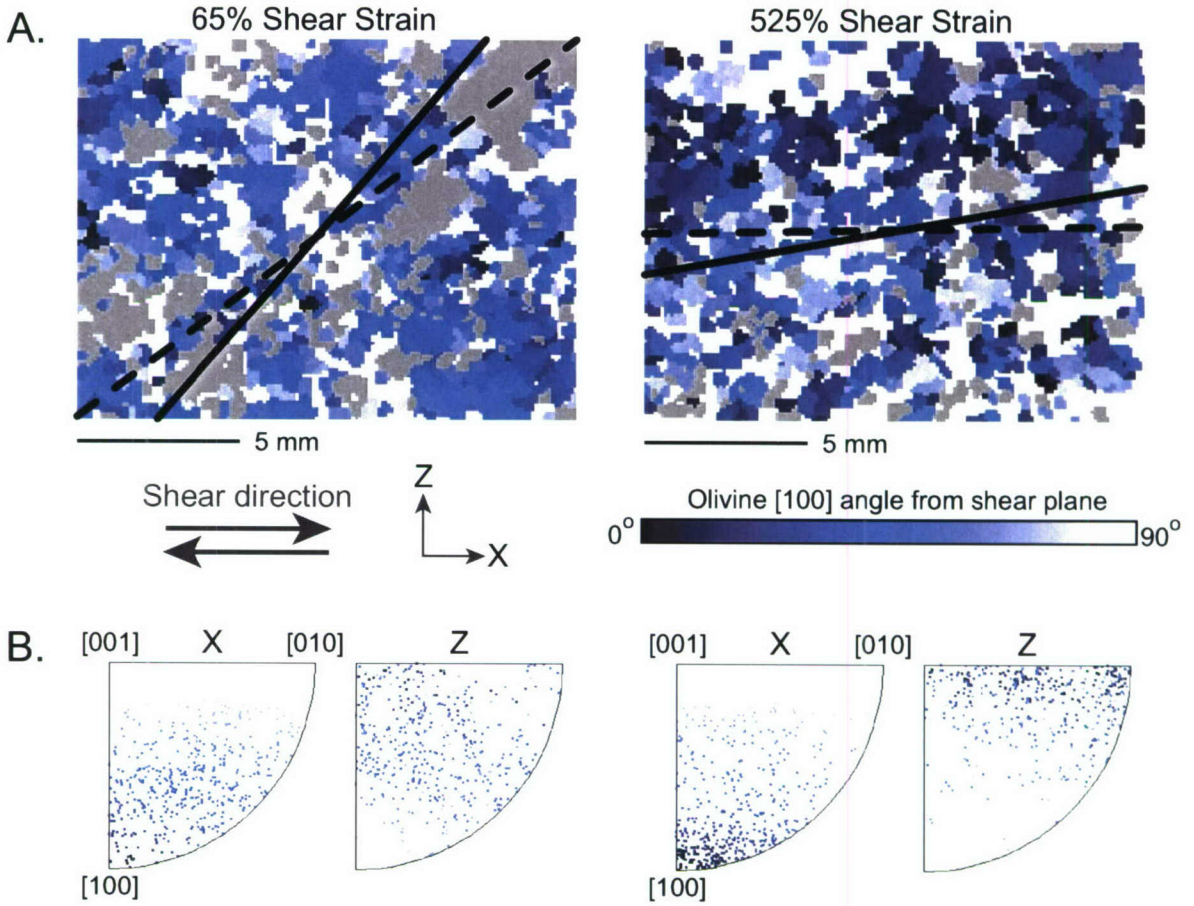 A.
65% Shear Strain
525% Shear Strain
5 mm
5 mm
Shear direction
Z
X
Olivine [100] angle from shear plane
0° 90°
B.
[001] X [010] Z
[001] X [010] Z
[100]
[100]